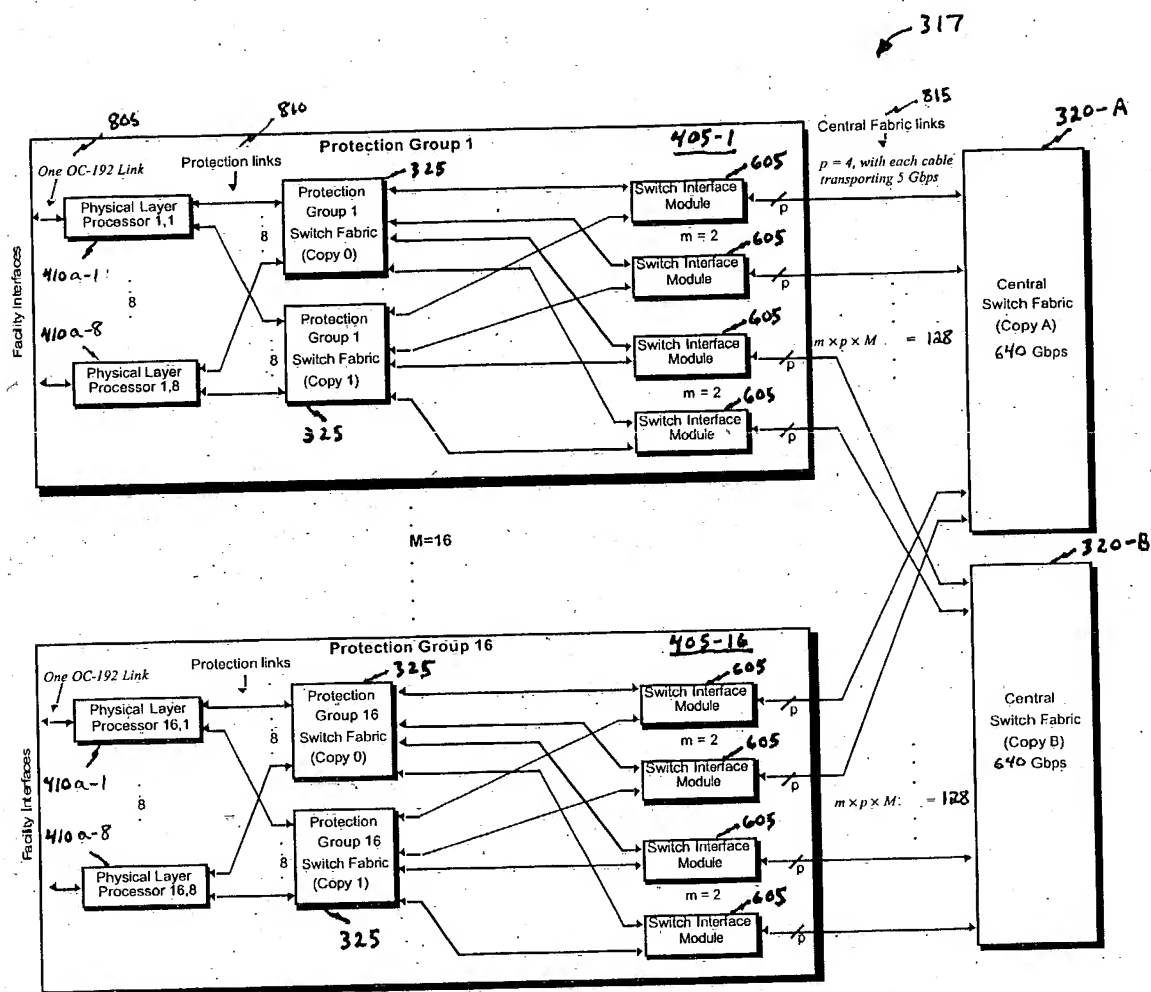 317
805
810
815
Central Fabric links
320-A
Protection Group 1
405-1
One OC-192 Link
Protection links
325
605
p = 4, with each cable
transporting 5 Gbps
Facility Interfaces
Physical Layer
Processor 1,1
410a-1
8
410a-8
Physical Layer
Processor 1,8
8
8
Protection
Group 1
Switch Fabric
(Copy 0)
Protection
Group 1
Switch Fabric
(Copy 1)
325
Switch Interface
Module
p
m = 2
605
Switch Interface
Module
p
605
Switch Interface
Module
p
m = 2
605
Switch Interface
Module
p
m × p × M = 128
Central
Switch Fabric
(Copy A)
640 Gbps
M=16
320-B
Central
Switch Fabric
(Copy B)
640 Gbps
Protection Group 16
405-16
One OC-192 Link
Protection links
325
605
Facility Interfaces
Physical Layer
Processor 16,1
410a-1
8
410a-8
Physical Layer
Processor 16,8
8
8
Protection
Group 16
Switch Fabric
(Copy 0)
Protection
Group 16
Switch Fabric
(Copy 1)
325
Switch Interface
Module
p
m = 2
605
Switch Interface
Module
p
605
Switch Interface
Module
p
m = 2
605
Switch Interface
Module
p
m × p × M: = 128